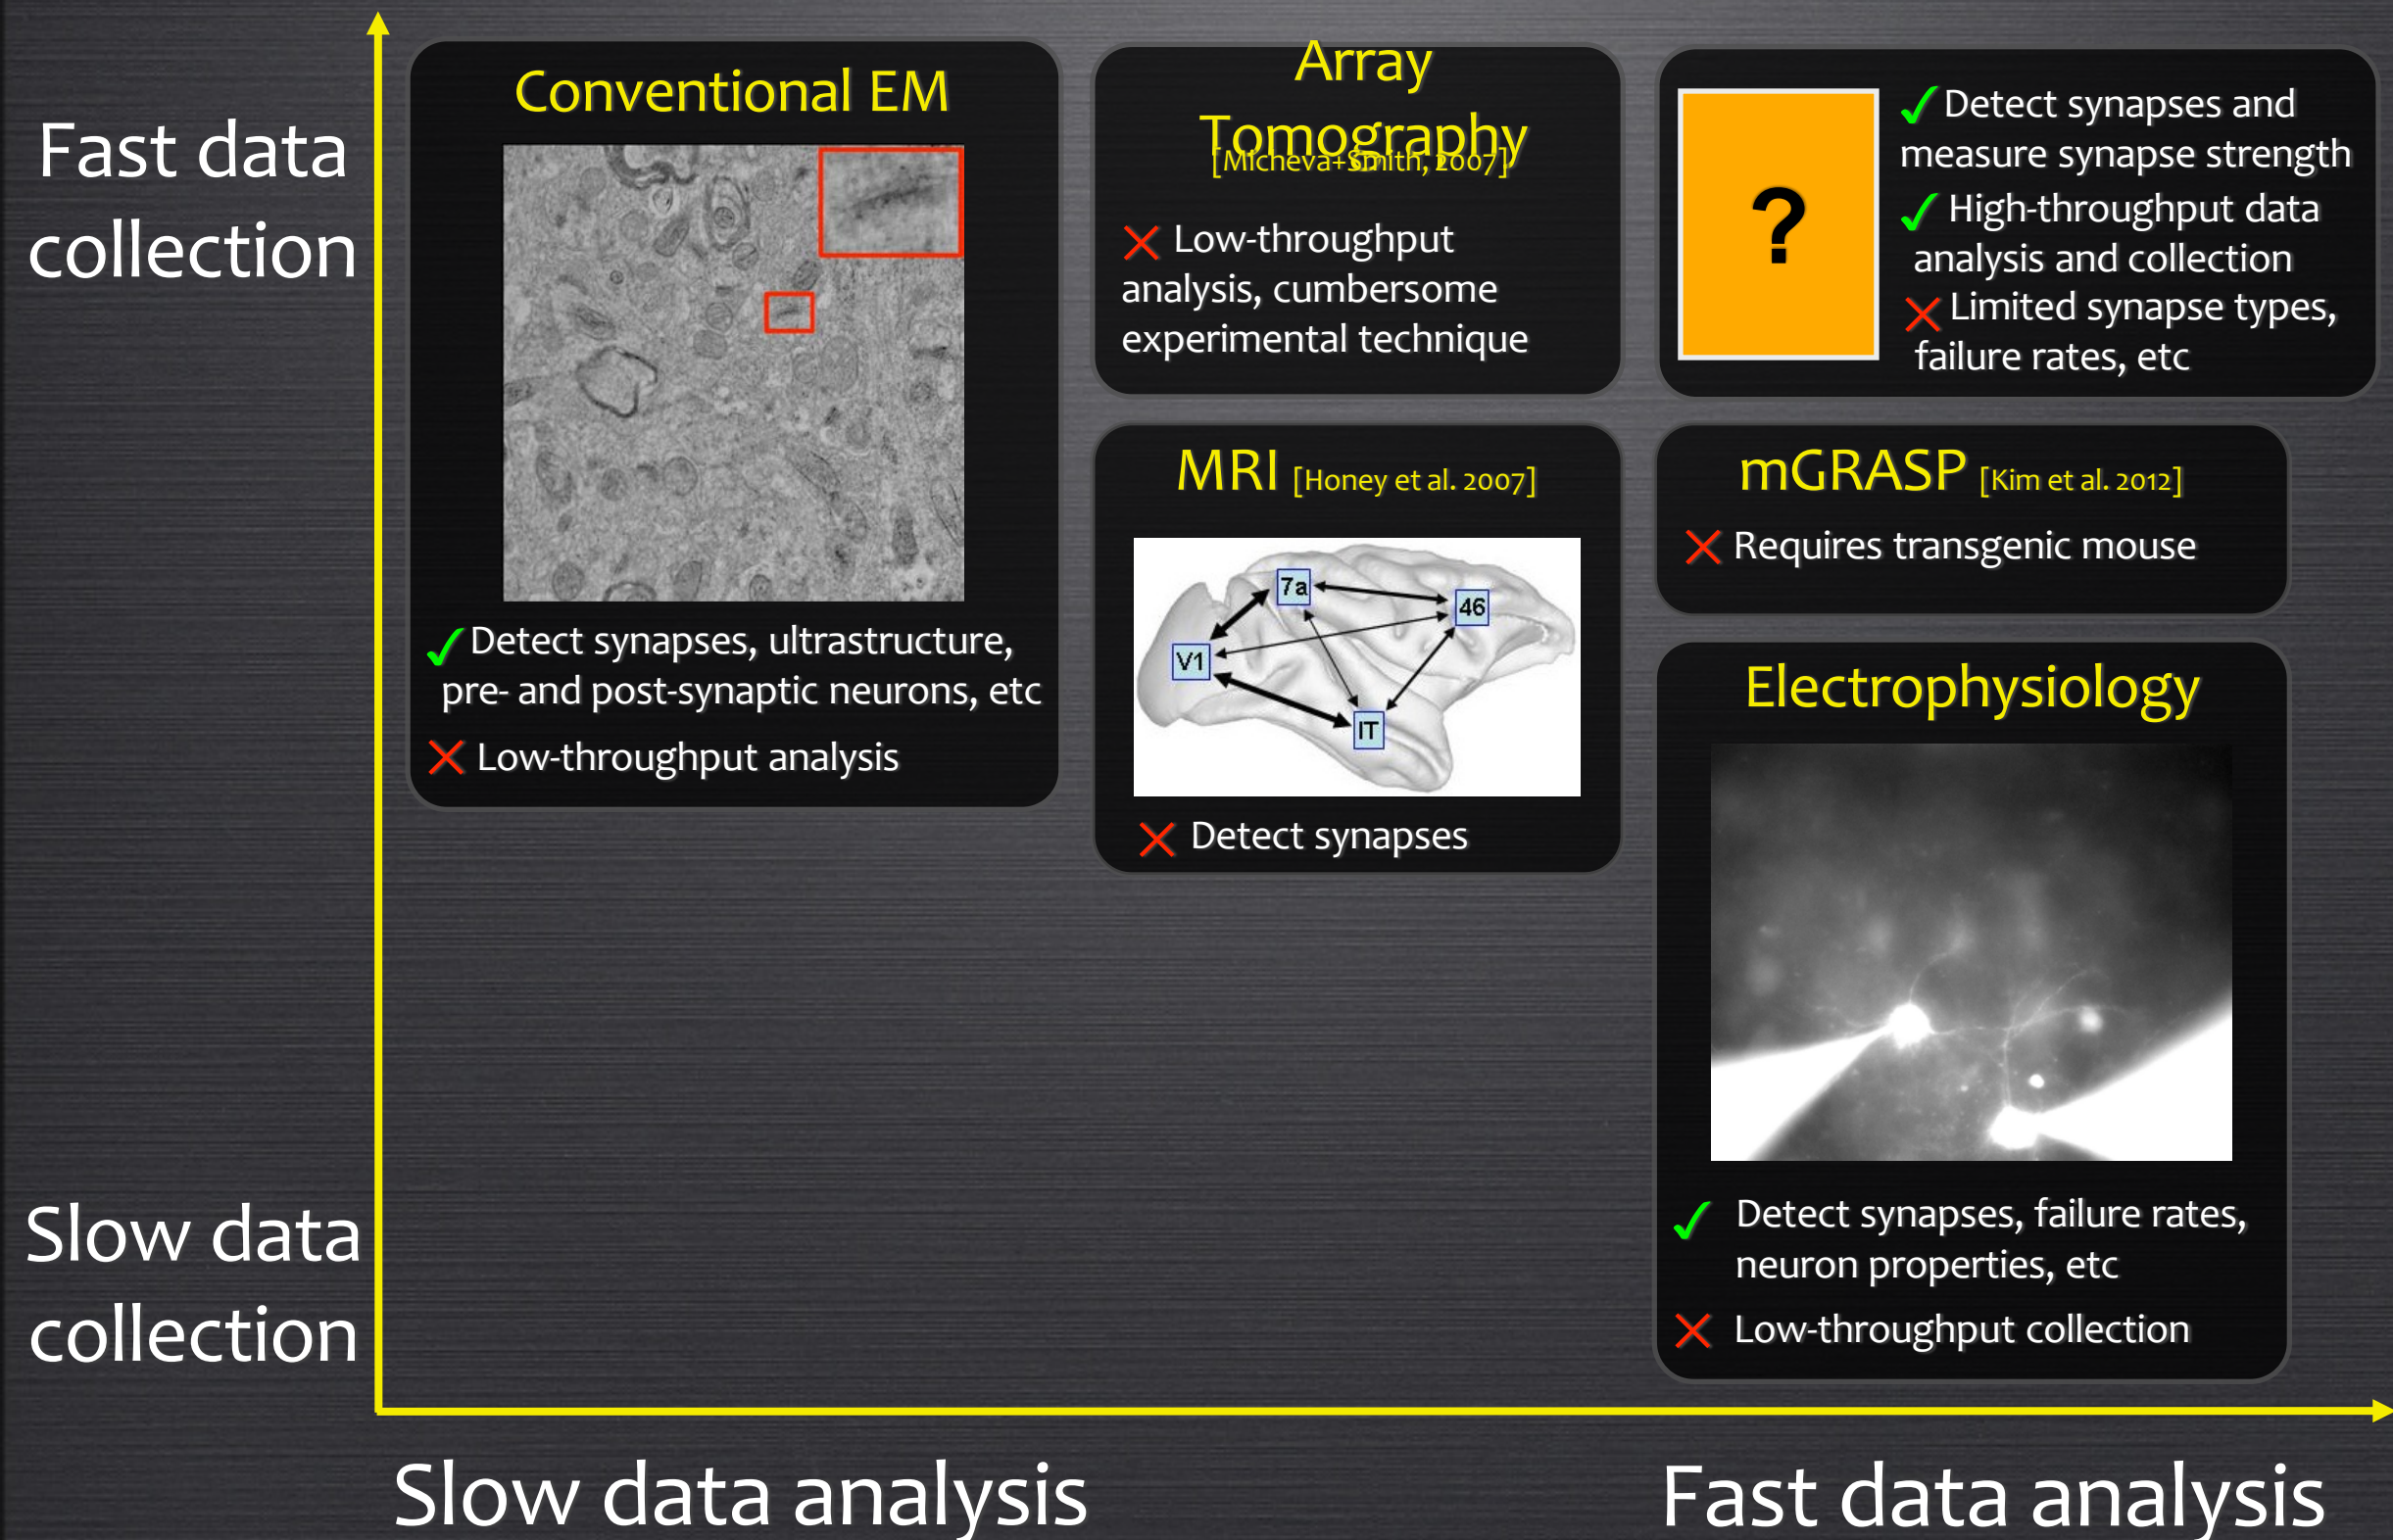 Fast data
collection
Slow data
collection
Slow data analysis
Fast data analysis
Conventional EM
✓ Detect synapses, ultrastructure,
pre- and post-synaptic neurons, etc
✗ Low-throughput analysis
Array
Tomography
[Micheva+Smith, 2007]
✗ Low-throughput
analysis, cumbersome
experimental technique
MRI [Honey et al. 2007]
7a
46
V1
IT
✗ Detect synapses
?
✓ Detect synapses and
measure synapse strength
✓ High-throughput data
analysis and collection
✗ Limited synapse types,
failure rates, etc
mGRASP [Kim et al. 2012]
✗ Requires transgenic mouse
Electrophysiology
✓ Detect synapses, failure rates,
neuron properties, etc
✗ Low-throughput collection